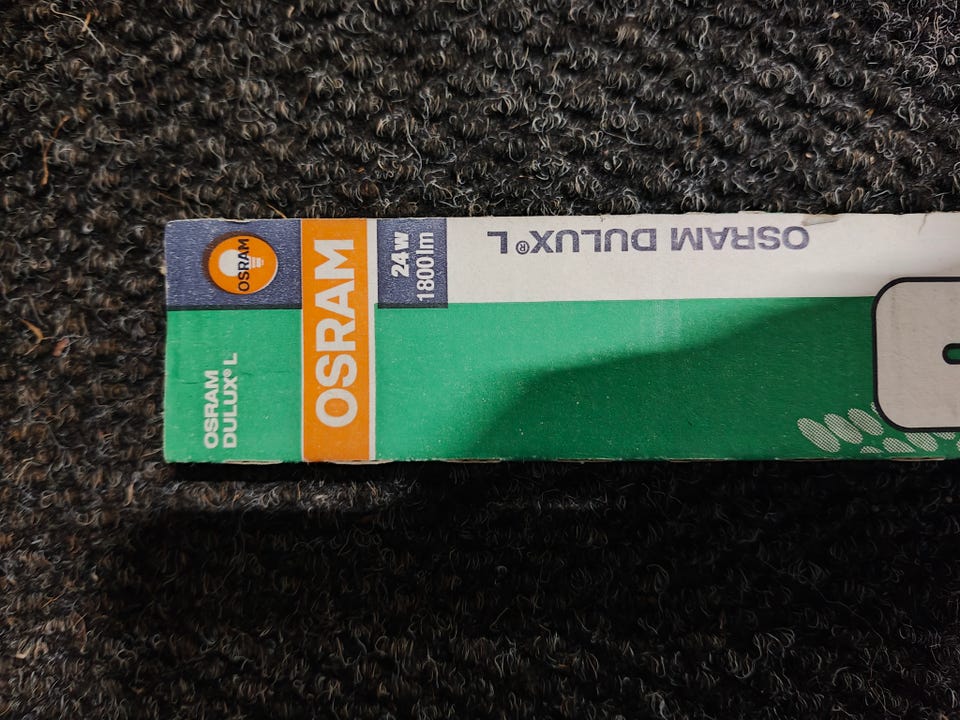 OSRAM
OSRAM
DULUX® L
OSRAM
24 W
1800 lm
OSRAM DULUX® L